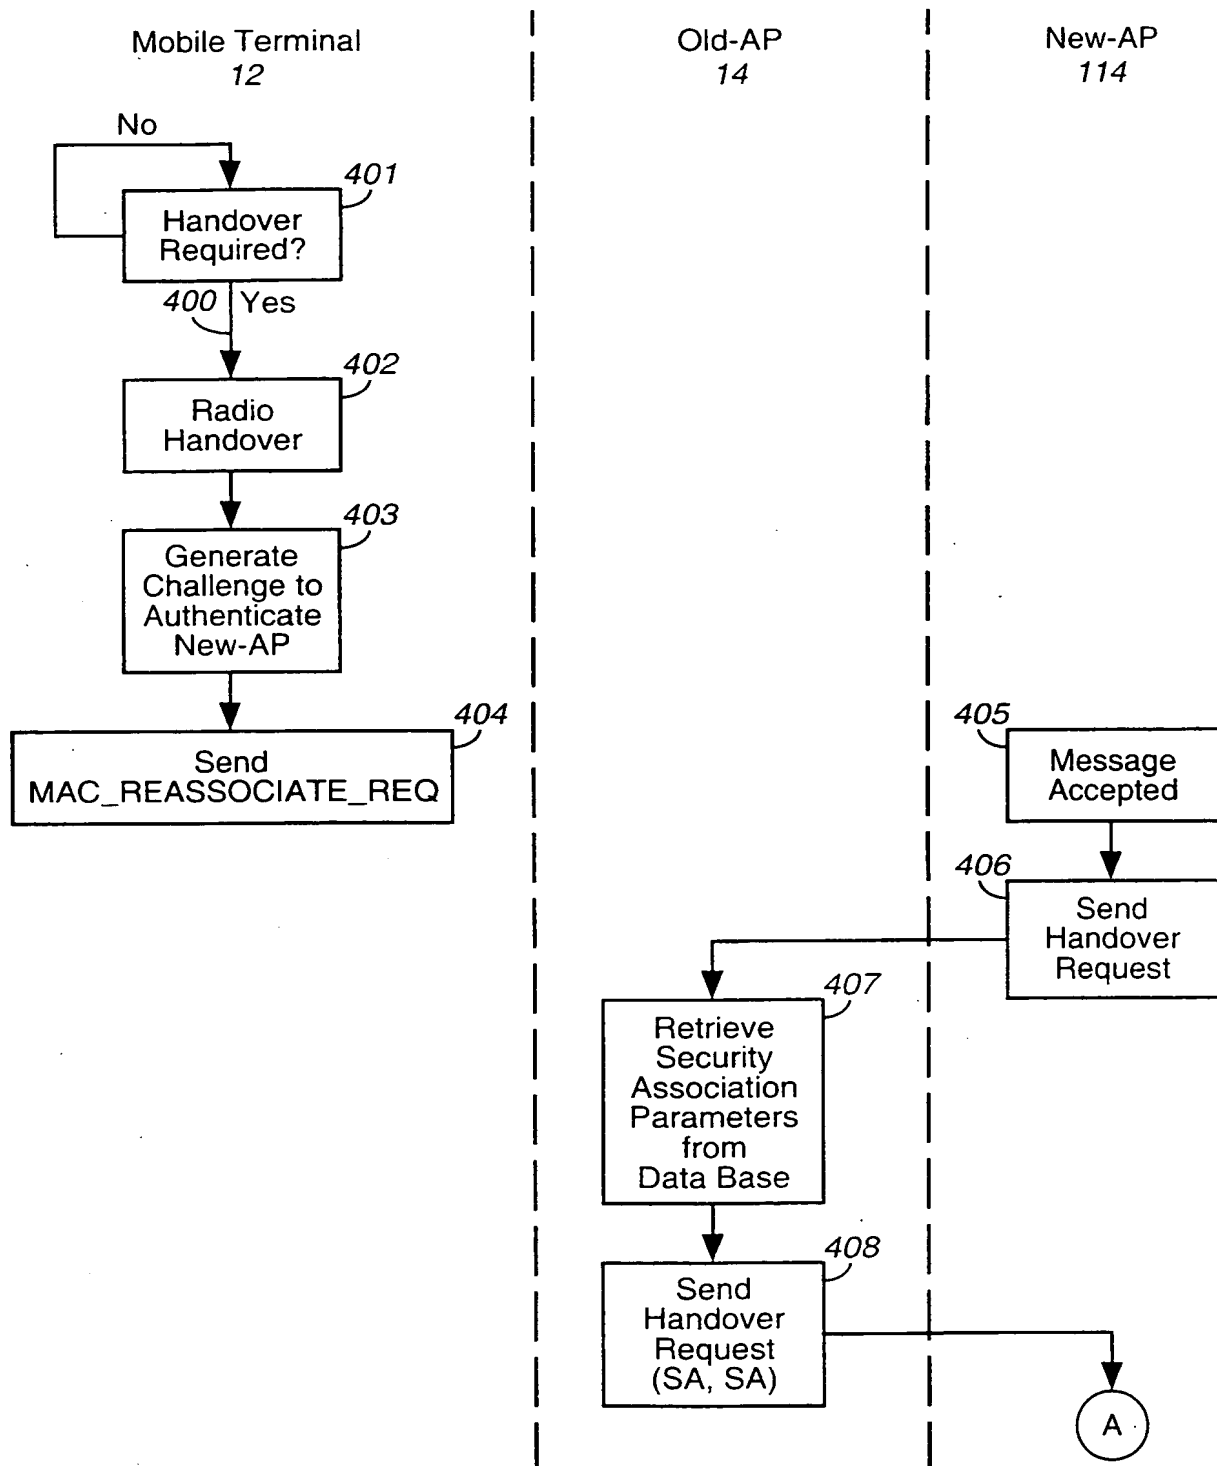 Mobile Terminal
12
Old-AP
14
New-AP
114
No
401
Handover
Required?
400
Yes
402
Radio
Handover
403
Generate
Challenge to
Authenticate
New-AP
404
Send
MAC_REASSOCIATE_REQ
405
Message
Accepted
406
Send
Handover
Request
407
Retrieve
Security
Association
Parameters
from
Data Base
408
Send
Handover
Request
(SA, SA)
A